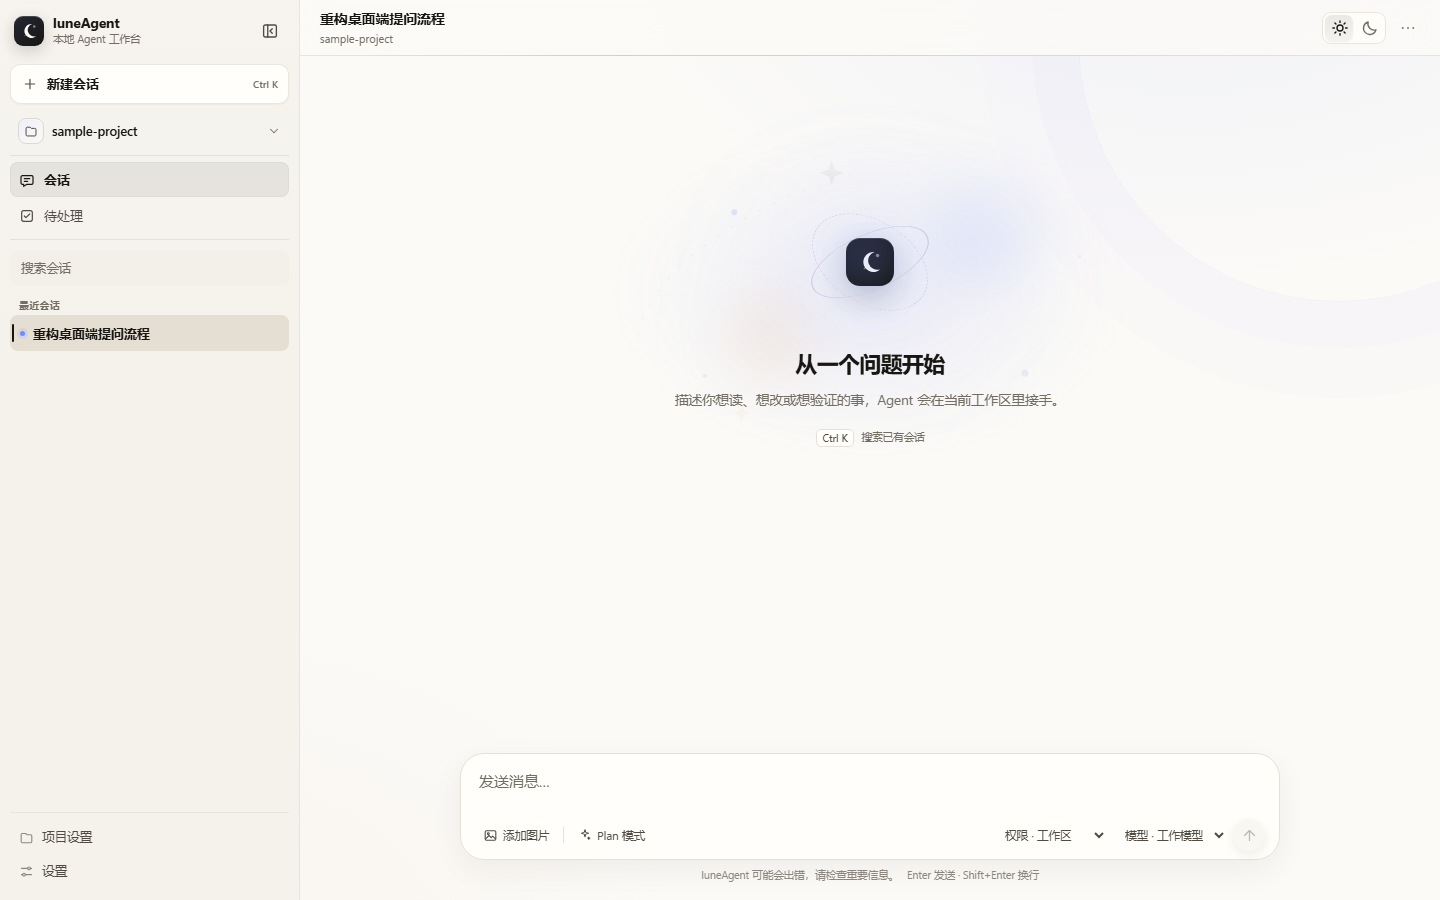 luneAgent
本地 Agent 工作台
新建会话 Ctrl K
sample-project
会话
待处理
搜索会话
最近会话
重构桌面端提问流程
项目设置
设置
重构桌面端提问流程
sample-project
从一个问题开始
描述你想读、想改或想验证的事，Agent 会在当前工作区里接手。
Ctrl K 搜索已有会话
发送消息...
添加图片 Plan 模式 权限 · 工作区 模型 · 工作模型
luneAgent 可能会出错，请检查重要信息。 Enter 发送 · Shift+Enter 换行